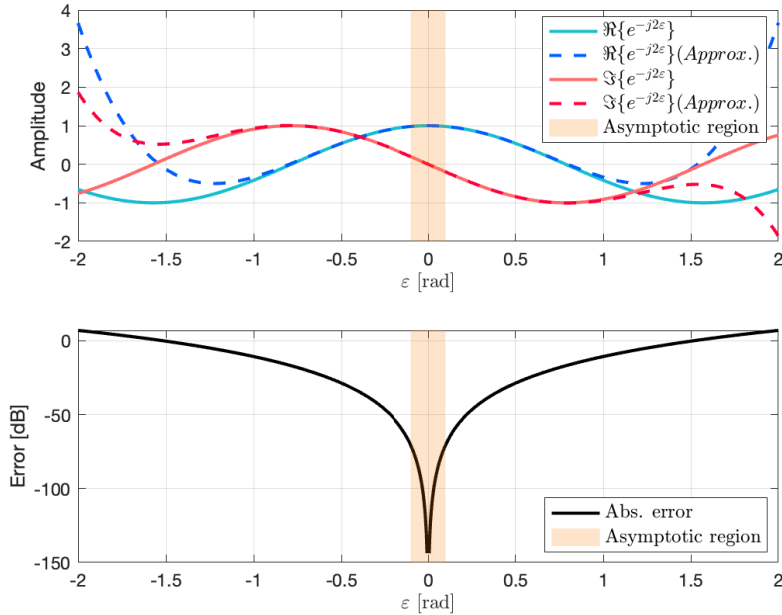 4
3
2
1
0
-1
-2
Amplitude
ℜ{e^{-j2ε}}
ℜ{e^{-j2ε}}(Approx.)
ℑ{e^{-j2ε}}
ℑ{e^{-j2ε}}(Approx.)
Asymptotic region
-2 -1.5 -1 -0.5 0 0.5 1 1.5 2
ε [rad]
0
-50
-100
-150
Error [dB]
Abs. error
Asymptotic region
-2 -1.5 -1 -0.5 0 0.5 1 1.5 2
ε [rad]